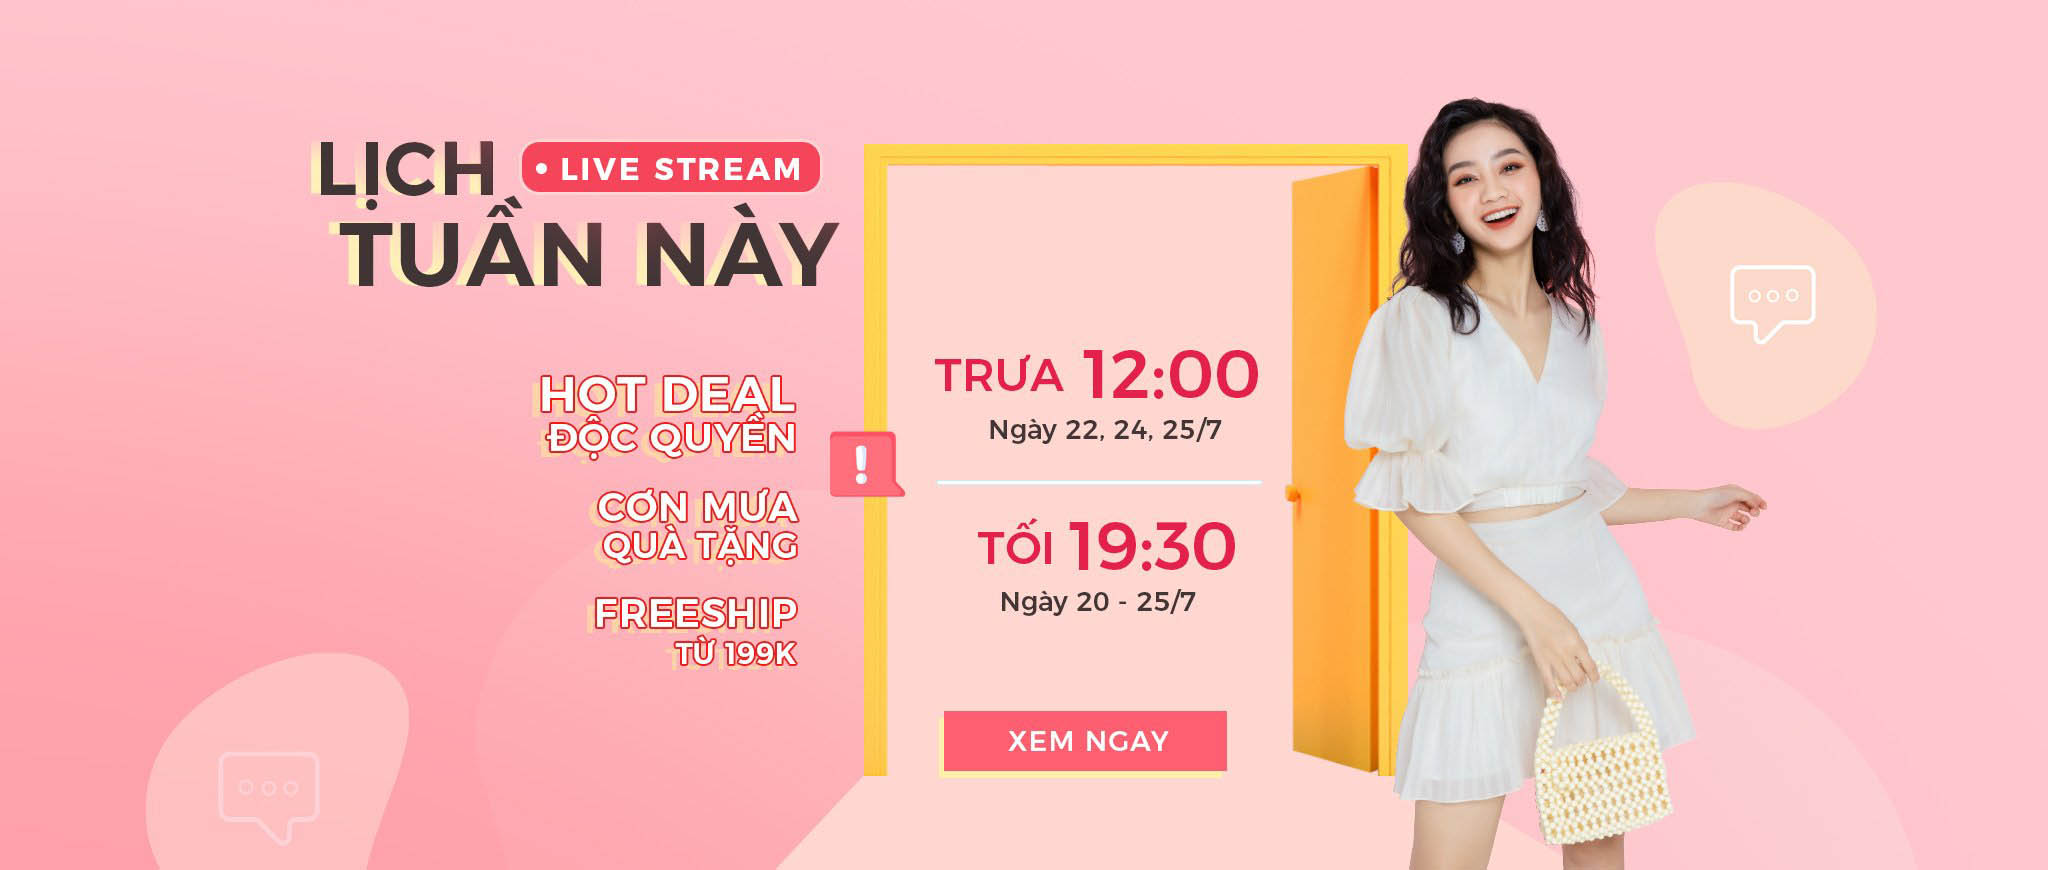 LỊCH • LIVE STREAM
TUẦN NÀY
HOT DEAL
ĐỘC QUYỀN
CƠN MƯA
QUÀ TẶNG
FREESHIP
TỪ 199K
!
TRƯA 12:00
Ngày 22, 24, 25/7
TỐI 19:30
Ngày 20 - 25/7
XEM NGAY